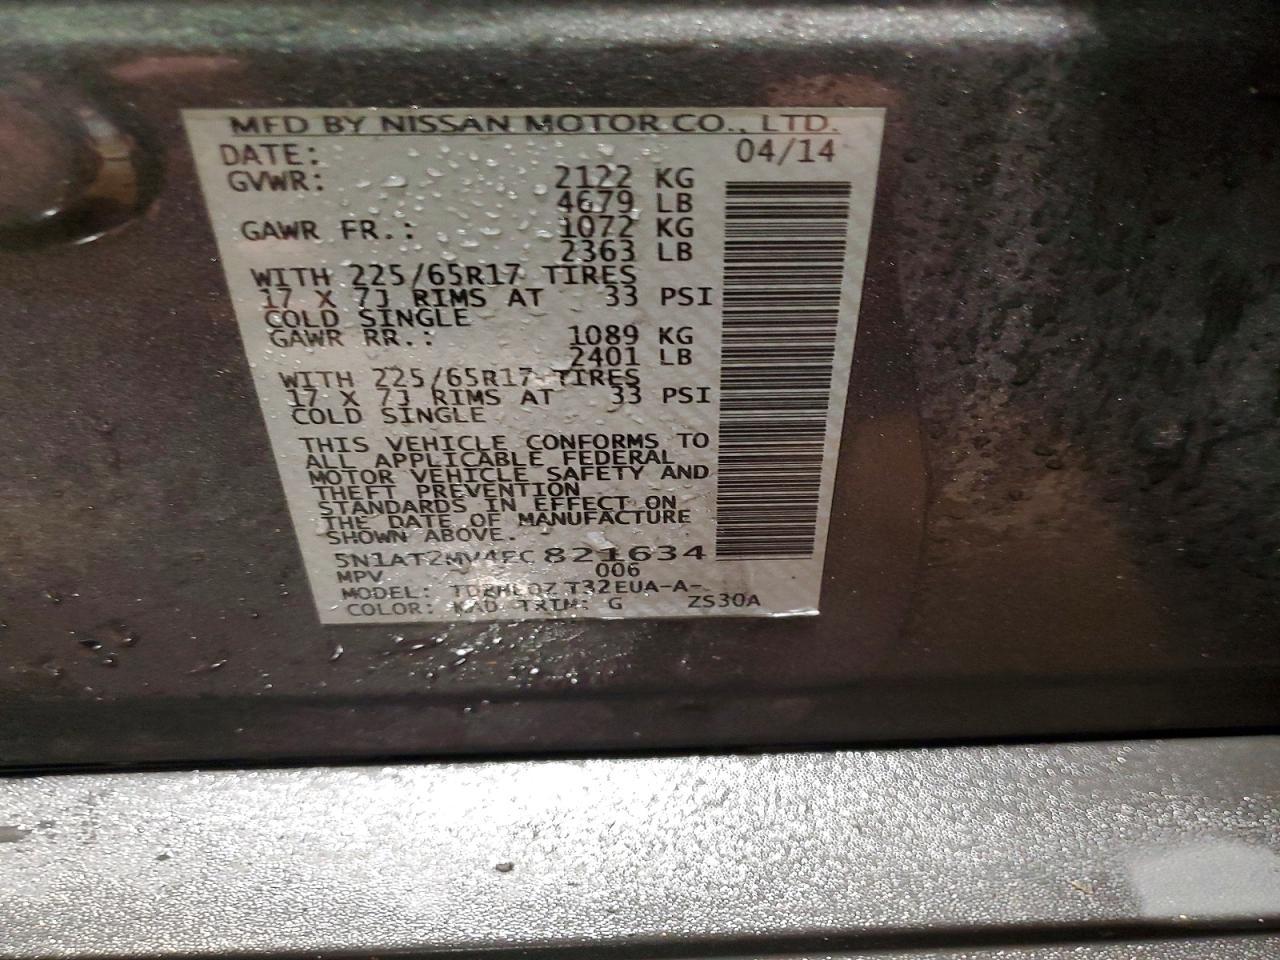 MFD BY NISSAN MOTOR CO., LTD.
DATE: 04/14
GVWR: 2122 KG
4679 LB
GAWR FR.: 1072 KG
2363 LB
WITH 225/65R17 TIRES
17 X 7J RIMS AT 33 PSI
COLD SINGLE
GAWR RR.: 1089 KG
2401 LB
WITH 225/65R17 TIRES
17 X 7J RIMS AT 33 PSI
COLD SINGLE
THIS VEHICLE CONFORMS TO
ALL APPLICABLE FEDERAL
MOTOR VEHICLE SAFETY AND
THEFT PREVENTION
STANDARDS IN EFFECT ON
THE DATE OF MANUFACTURE
SHOWN ABOVE.
821634
MPV 006
MODEL: T32EUA-A-
COLOR: KAD TRIM: G ZS30A